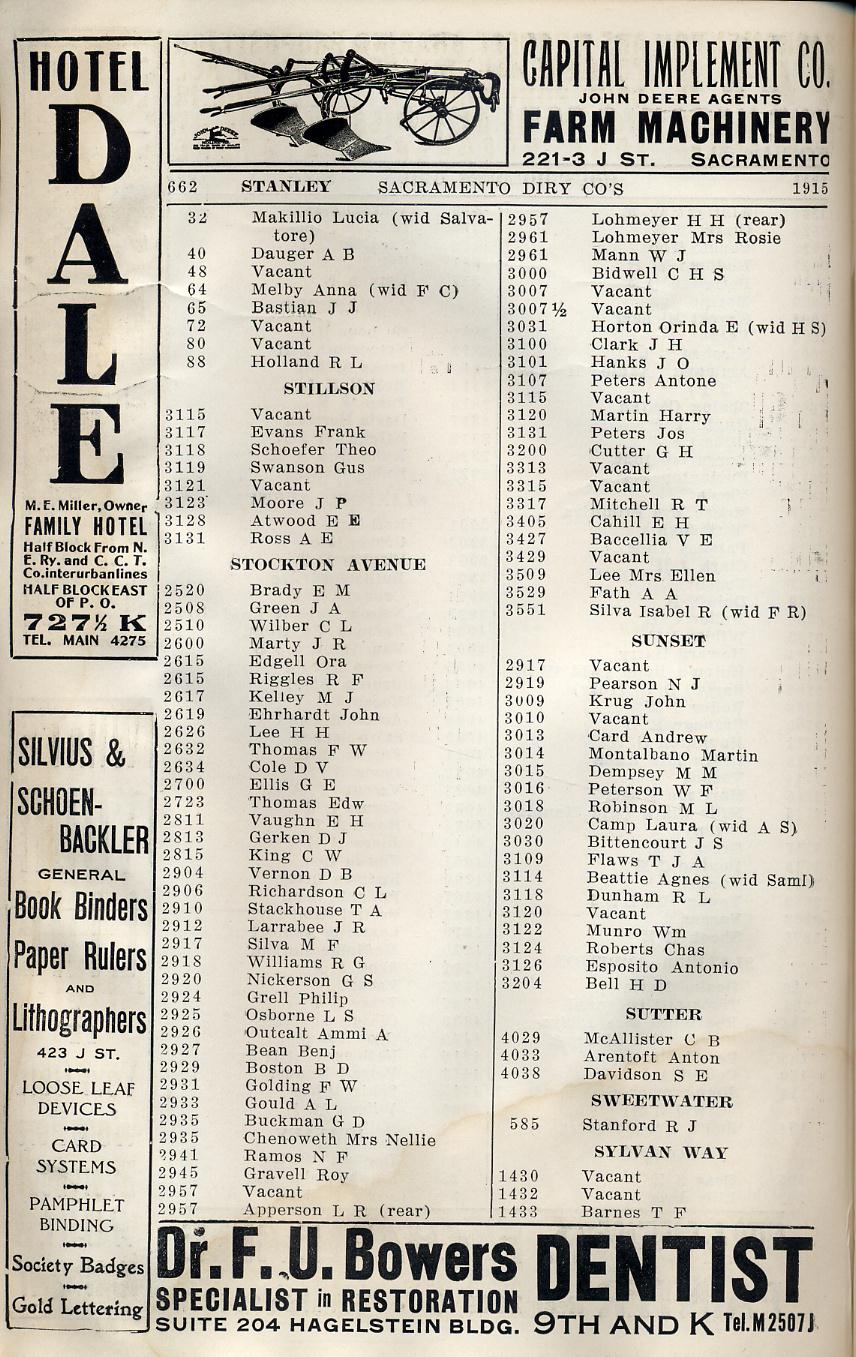 HOTEL
DALE
M. E. Miller, Owner
FAMILY HOTEL
Half Block From N.
E. Ry. and C. C. T.
Co. interurban lines
HALF BLOCK EAST
OF P. O.
727½ K
TEL. MAIN 4275
SILVIUS &
SCHOEN-
BACKLER
GENERAL
Book Binders
Paper Rulers
AND
Lithographers
423 J ST.
LOOSE LEAF
DEVICES
CARD
SYSTEMS
PAMPHLET
BINDING
Society Badges
Gold Lettering
CAPITAL IMPLEMENT CO.
JOHN DEERE AGENTS
FARM MACHINERY
221-3 J ST. SACRAMENTO
662 STANLEY SACRAMENTO DIRY CO'S 1915
32 Makillio Lucia (wid Salva-
tore)
40 Dauger A B
48 Vacant
64 Melby Anna (wid F C)
65 Bastian J J
72 Vacant
80 Vacant
88 Holland R L
STILLSON
3115 Vacant
3117 Evans Frank
3118 Schoefer Theo
3119 Swanson Gus
3121 Vacant
3123 Moore J P
3128 Atwood E E
3131 Ross A E
STOCKTON AVENUE
2520 Brady E M
2508 Green J A
2510 Wilber C L
2600 Marty J R
2615 Edgell Ora
2615 Riggles R F
2617 Kelley M J
2619 Ehrhardt John
2626 Lee H H
2632 Thomas F W
2634 Cole D V
2700 Ellis G E
2723 Thomas Edw
2811 Vaughn E H
2813 Gerken D J
2815 King C W
2904 Vernon D B
2906 Richardson C L
2910 Stackhouse T A
2912 Larrabee J R
2917 Silva M F
2918 Williams R G
2920 Nickerson G S
2924 Grell Philip
2925 Osborne L S
2926 Outcalt Ammi A
2927 Bean Benj
2929 Boston B D
2931 Golding F W
2933 Gould A L
2935 Buckman G D
2935 Chenoweth Mrs Nellie
2941 Ramos N F
2945 Gravell Roy
2957 Vacant
2957 Apperson L R (rear)
2957 Lohmeyer H H (rear)
2961 Lohmeyer Mrs Rosie
2961 Mann W J
3000 Bidwell C H S
3007 Vacant
3007½ Vacant
3031 Horton Orinda E (wid H S)
3100 Clark J H
3101 Hanks J O
3107 Peters Antone
3115 Vacant
3120 Martin Harry
3131 Peters Jos
3200 Cutter G H
3313 Vacant
3315 Vacant
3317 Mitchell R T
3405 Cahill E H
3427 Baccellia V E
3429 Vacant
3509 Lee Mrs Ellen
3529 Fath A A
3551 Silva Isabel R (wid F R)
SUNSET
2917 Vacant
2919 Pearson N J
3009 Krug John
3010 Vacant
3013 Card Andrew
3014 Montalbano Martin
3015 Dempsey M M
3016 Peterson W F
3018 Robinson M L
3020 Camp Laura (wid A S)
3030 Bittencourt J S
3109 Flaws T J A
3114 Beattie Agnes (wid Saml)
3118 Dunham R L
3120 Vacant
3122 Munro Wm
3124 Roberts Chas
3126 Esposito Antonio
3204 Bell H D
SUTTER
4029 McAllister C B
4033 Arentoft Anton
4038 Davidson S E
SWEETWATER
585 Stanford R J
SYLVAN WAY
1430 Vacant
1432 Vacant
1433 Barnes T F
Dr. F. U. Bowers DENTIST
SPECIALIST in RESTORATION
SUITE 204 HAGELSTEIN BLDG. 9TH AND K Tel. M 2507J